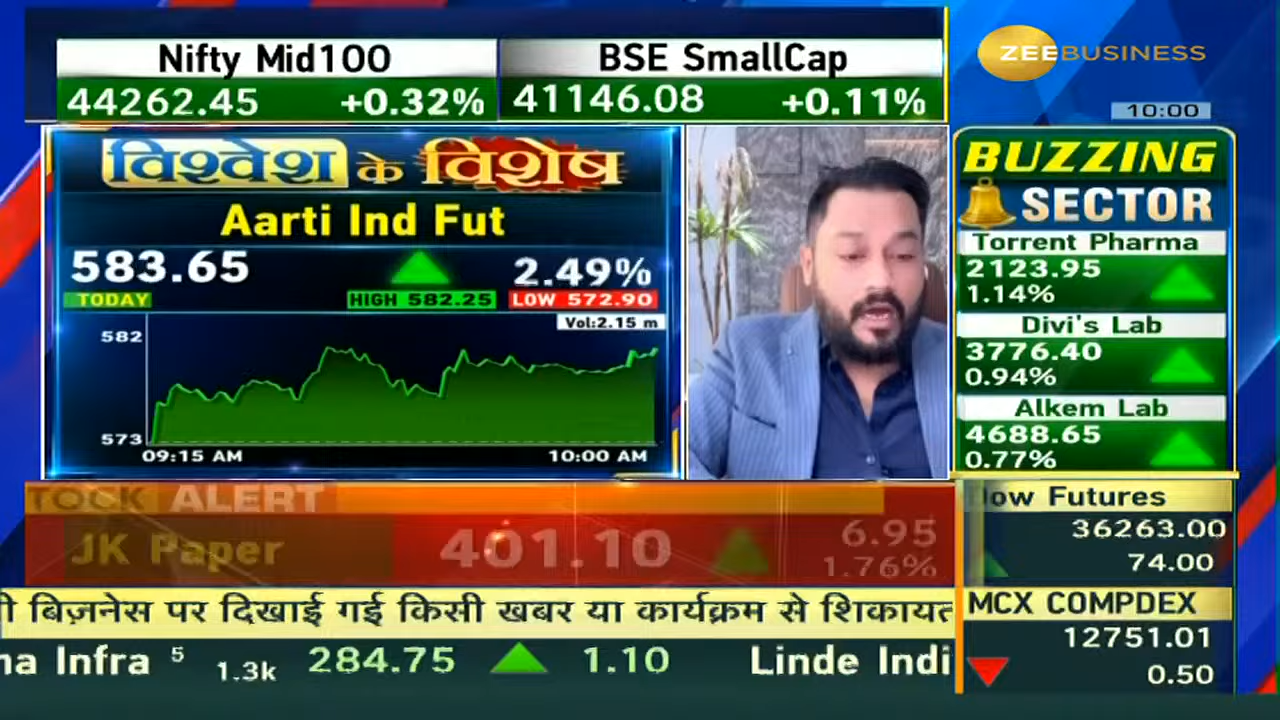 Nifty Mid100
44262.45 +0.32%
BSE SmallCap
41146.08 +0.11%
ZEEBUSINESS
10:00
विश्वेश के विशेष
Aarti Ind Fut
583.65 2.49%
TODAY HIGH 582.25 LOW 572.90
Vol:2.15 m
582
573
09:15 AM 10:00 AM
BUZZING
SECTOR
Torrent Pharma
2123.95
1.14%
Divi's Lab
3776.40
0.94%
Alkem Lab
4688.65
0.77%
TOCK ALERT
JK Paper 401.10 6.95
1.76%
ow Futures
36263.00
74.00
MCX COMPDEX
12751.01
0.50
ी बिज़नेस पर दिखाई गई किसी खबर या कार्यक्रम से शिकायत
na Infra 5 1.3k 284.75 1.10 Linde Indi